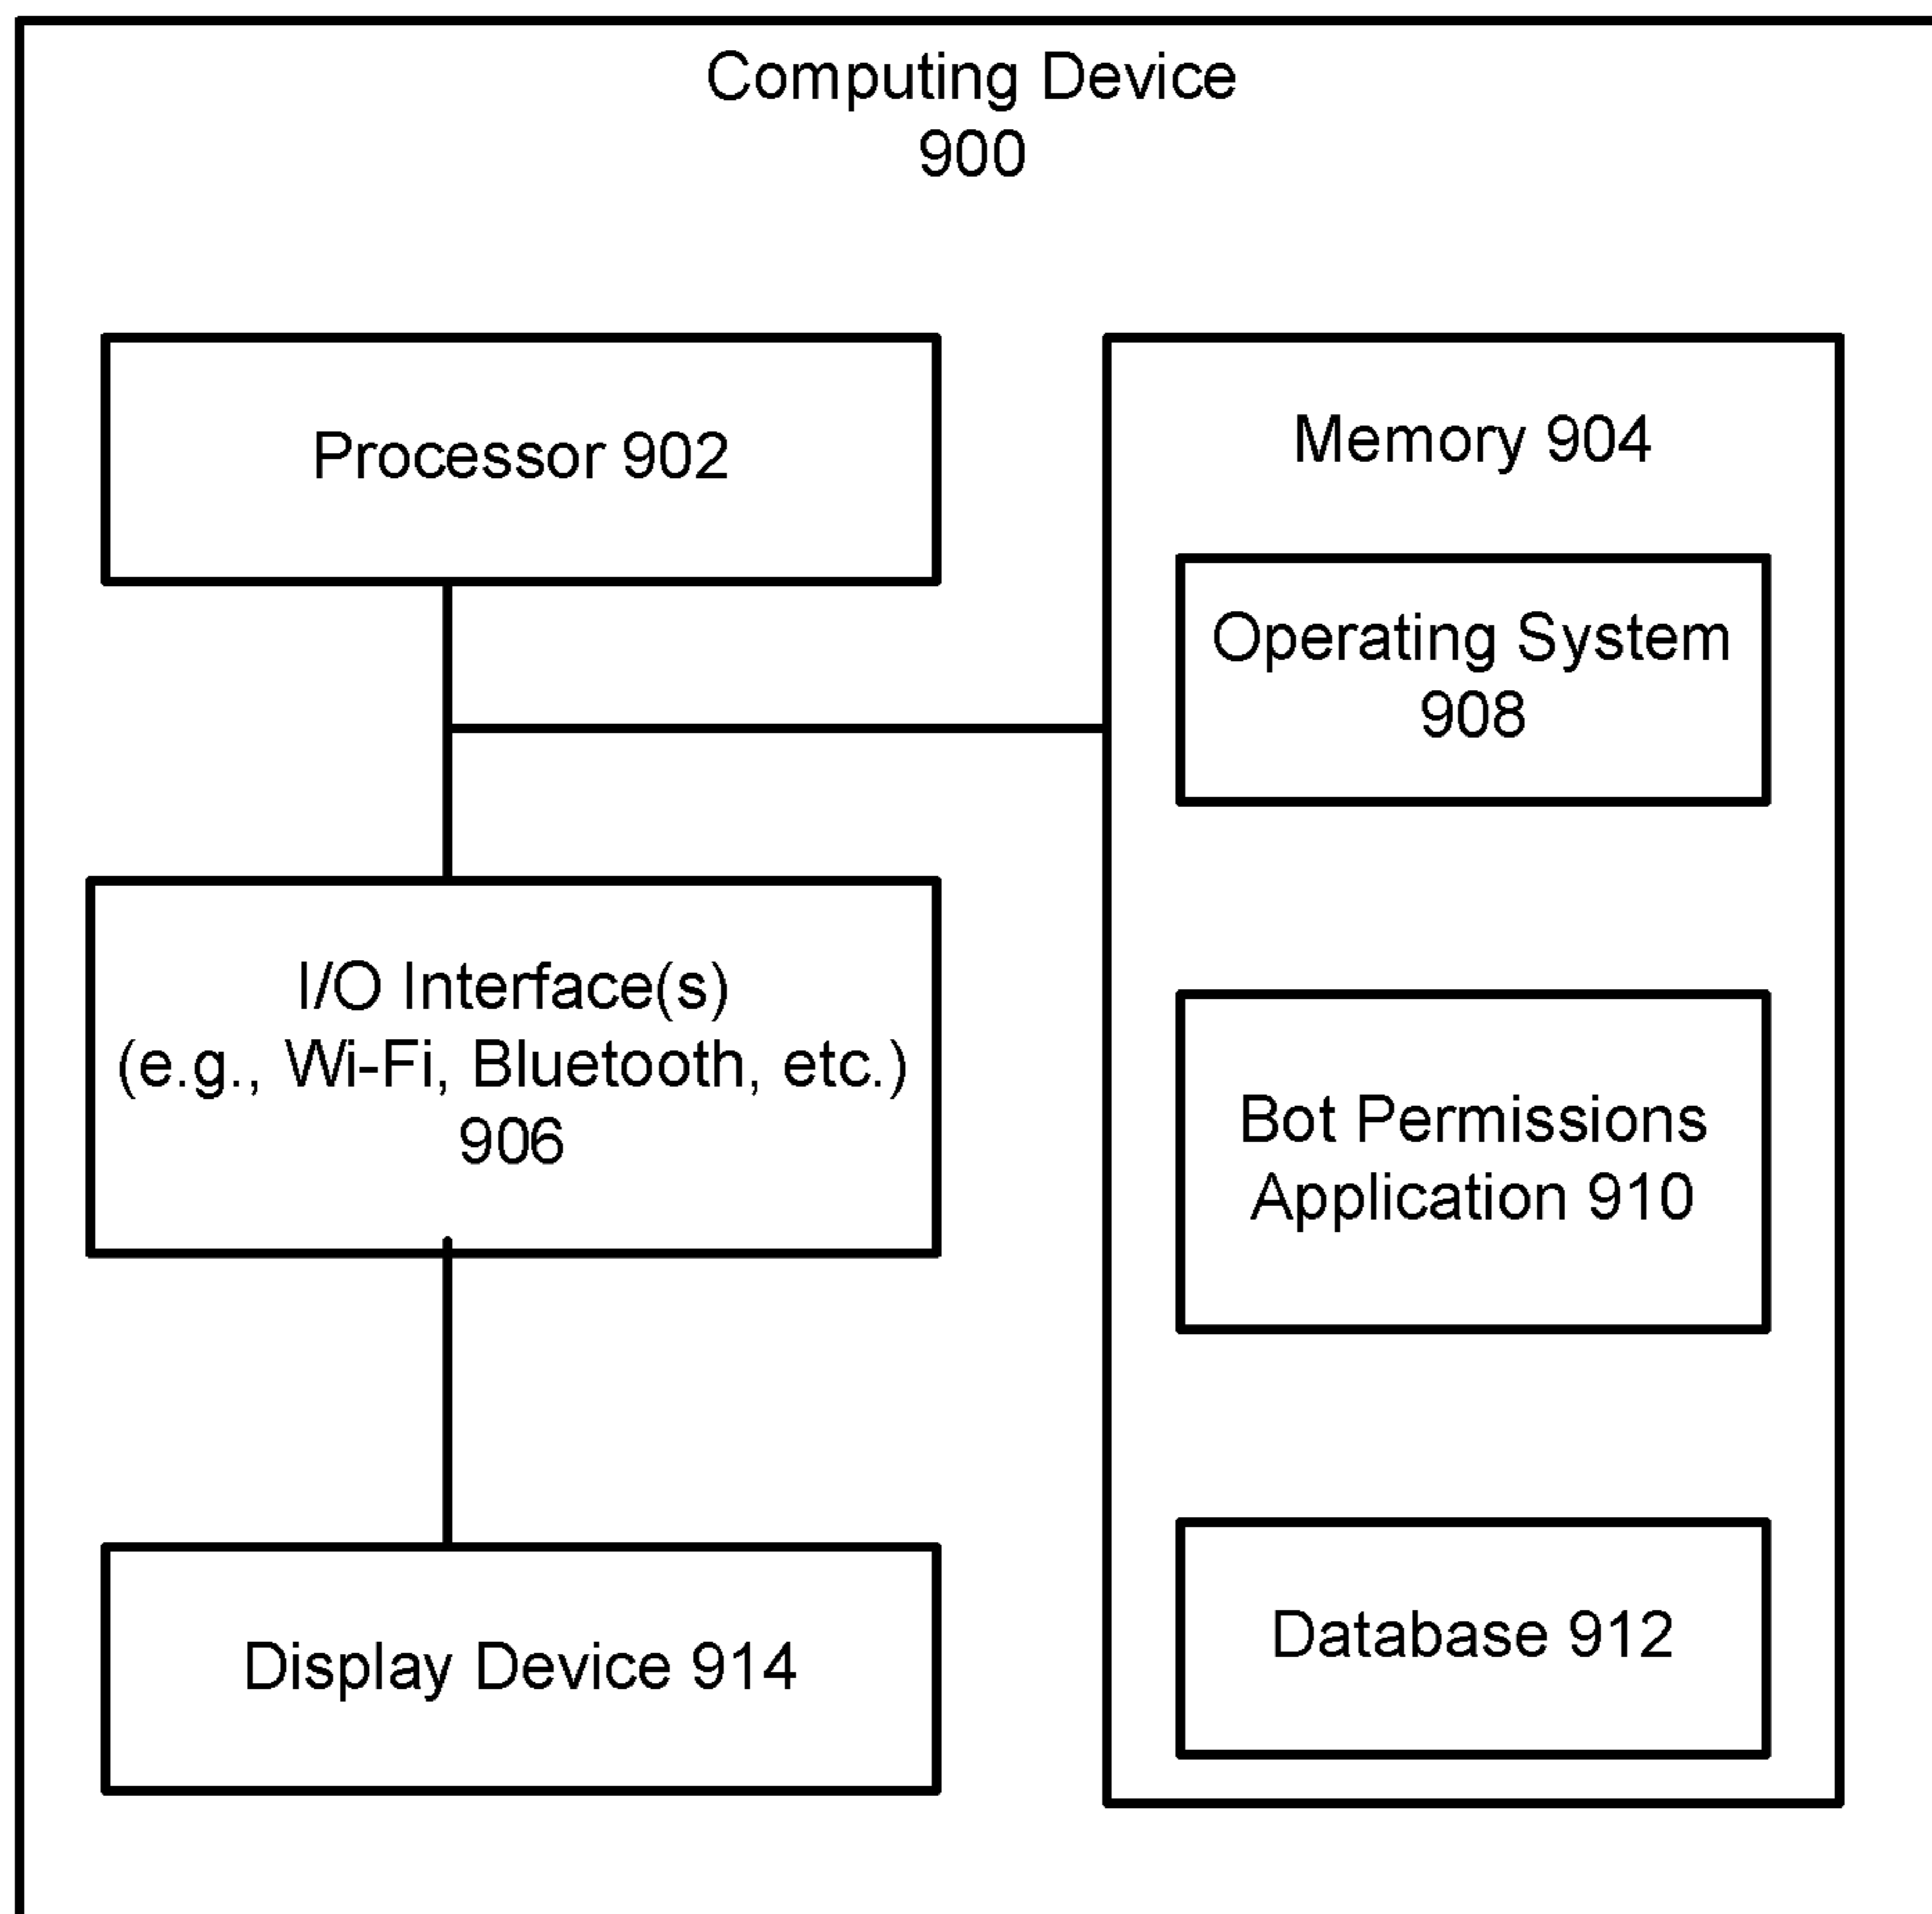 Computing Device
900
Processor 902
I/O Interface(s)
(e.g., Wi-Fi, Bluetooth, etc.)
906
Display Device 914
Memory 904
Operating System
908
Bot Permissions
Application 910
Database 912